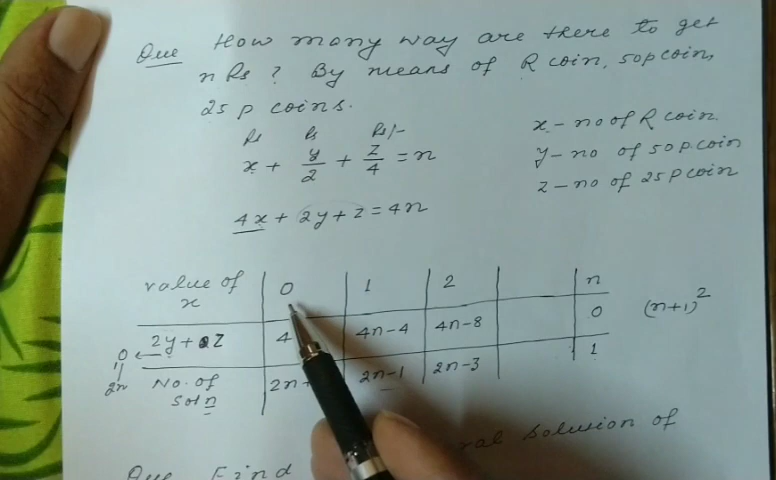 Que How many way are there to get
n Rs ? By means of R coin, 50p coin,
25 p coins.
Rs Rs Rs/-
x + y/2 + z/4 = n
4x + 2y + z = 4n
x - no of R coin.
y - no of 50p.coin
z - no of 25p coin
value of x | 0 | 1 | 2 | | n
2y + z | 4 | 4n-4 | 4n-8 | | 0
0 ← 
2n
No. of soln | 2n | 2n-1 | 2n-3 | | 1
(n+1)²
Que Find solution of